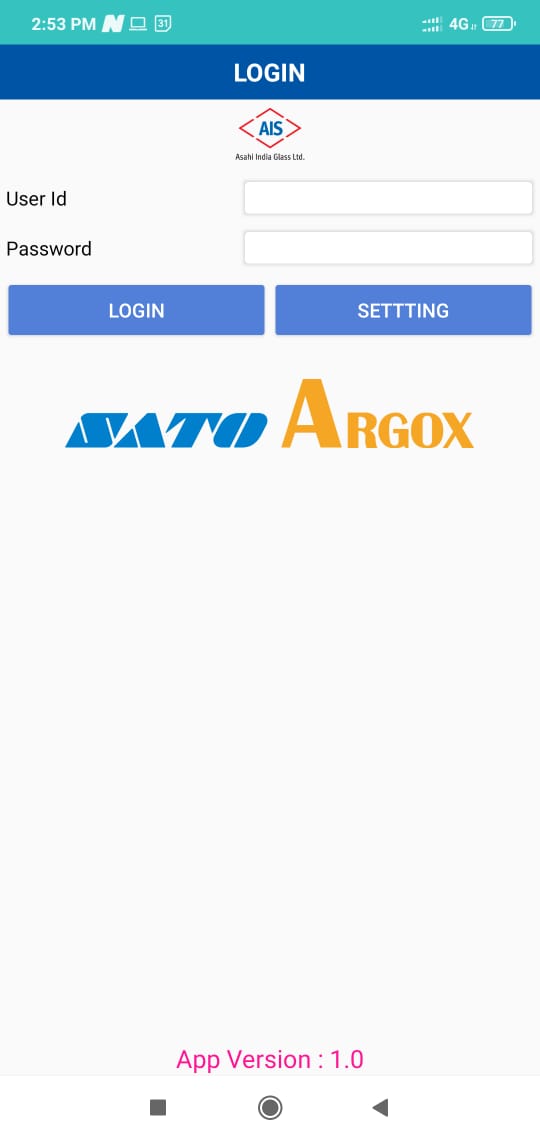 2:53 PM N 31 4G 77
LOGIN
AIS
Asahi India Glass Ltd.
User Id
Password
LOGIN SETTTING
SATO ARGOX
App Version : 1.0